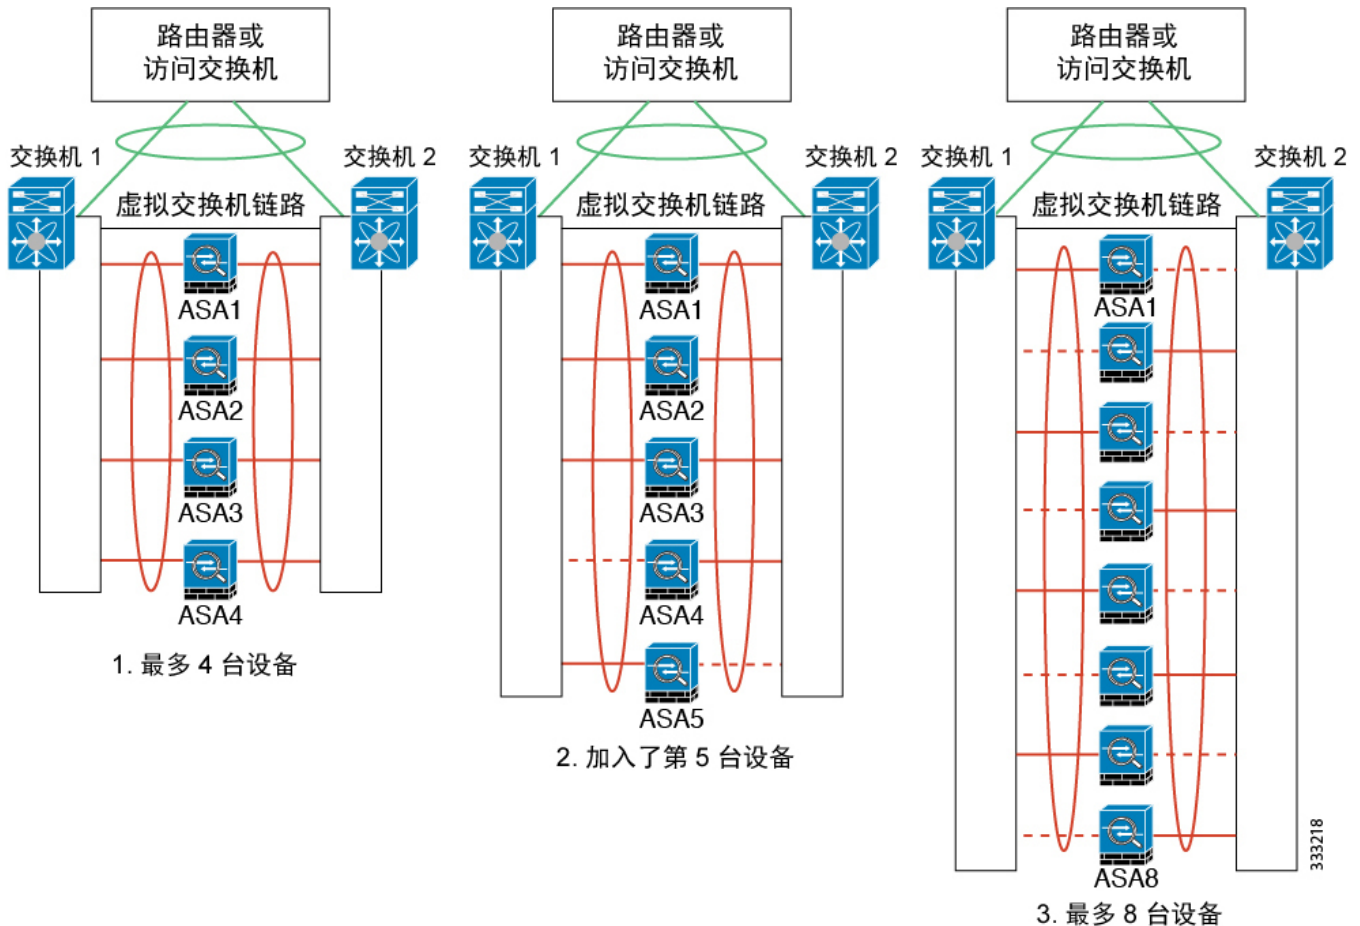 路由器或
访问交换机
交换机 1
交换机 2
虚拟交换机链路
ASA1
ASA2
ASA3
ASA4
1. 最多 4 台设备
路由器或
访问交换机
交换机 1
交换机 2
虚拟交换机链路
ASA1
ASA2
ASA3
ASA4
ASA5
2. 加入了第 5 台设备
路由器或
访问交换机
交换机 1
交换机 2
虚拟交换机链路
ASA1
ASA8
3. 最多 8 台设备
333218